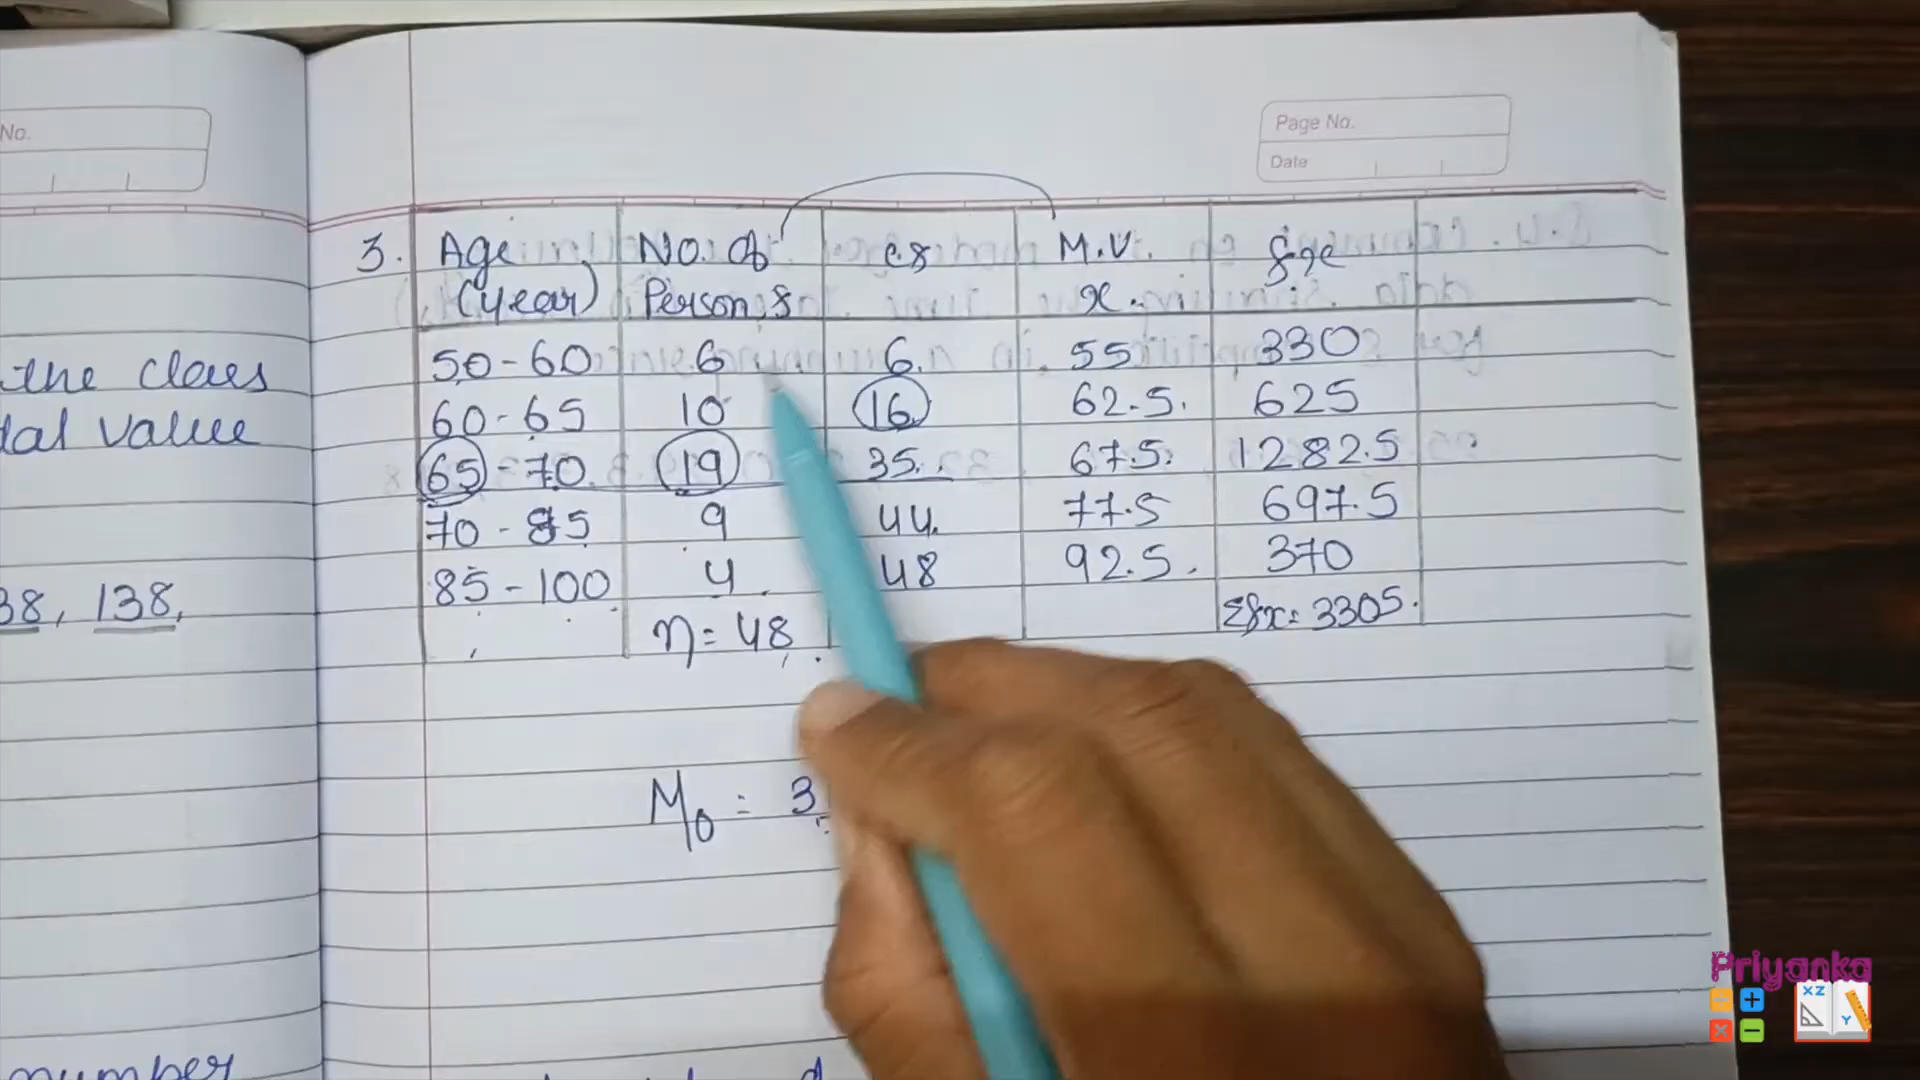 No.
Page No.
Date
3. Age No. of cf M.V. fx
(year) Persons x.
50-60 6 6 55 330
60-65 10 16 62.5 625
65-70 19 35 67.5 1282.5
70-85 9 44 77.5 697.5
85-100 4 48 92.5 370
n=48 Σfx= 3305
the class
value
138,
M₀ = 3
number
Priyanka
XZ
Y